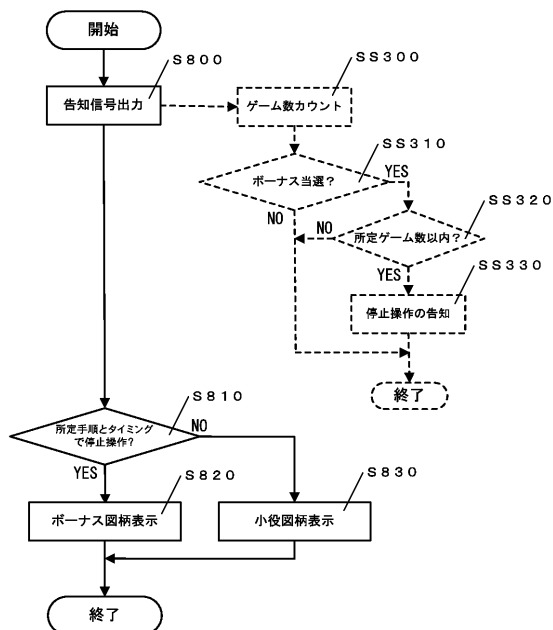 開始
S800
告知信号出力
SS300
ゲーム数カウント
SS310
ボーナス当選?
YES
NO
SS320
所定ゲーム数以内?
NO
YES
SS330
停止操作の告知
終了
S810
所定手順とタイミング
で停止操作?
NO
YES
S820
ボーナス図柄表示
S830
小役図柄表示
終了